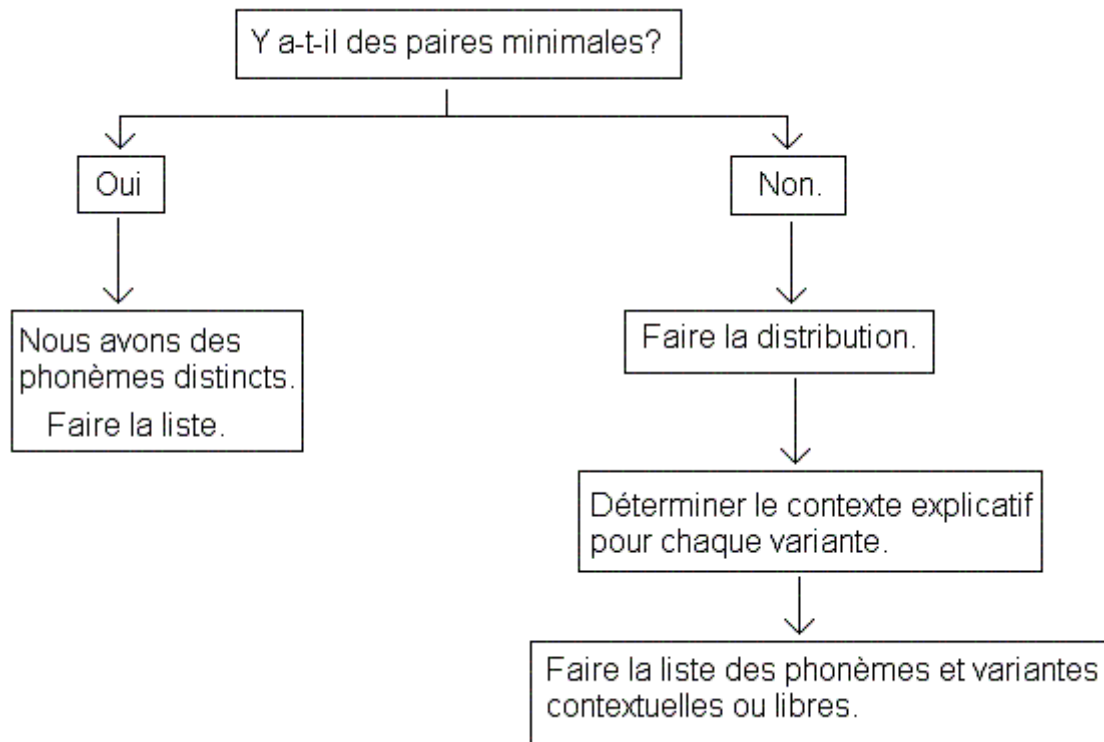 Y a-t-il des paires minimales?
Oui
Non.
Nous avons des
phonèmes distincts.
Faire la liste.
Faire la distribution.
Déterminer le contexte explicatif
pour chaque variante.
Faire la liste des phonèmes et variantes
contextuelles ou libres.